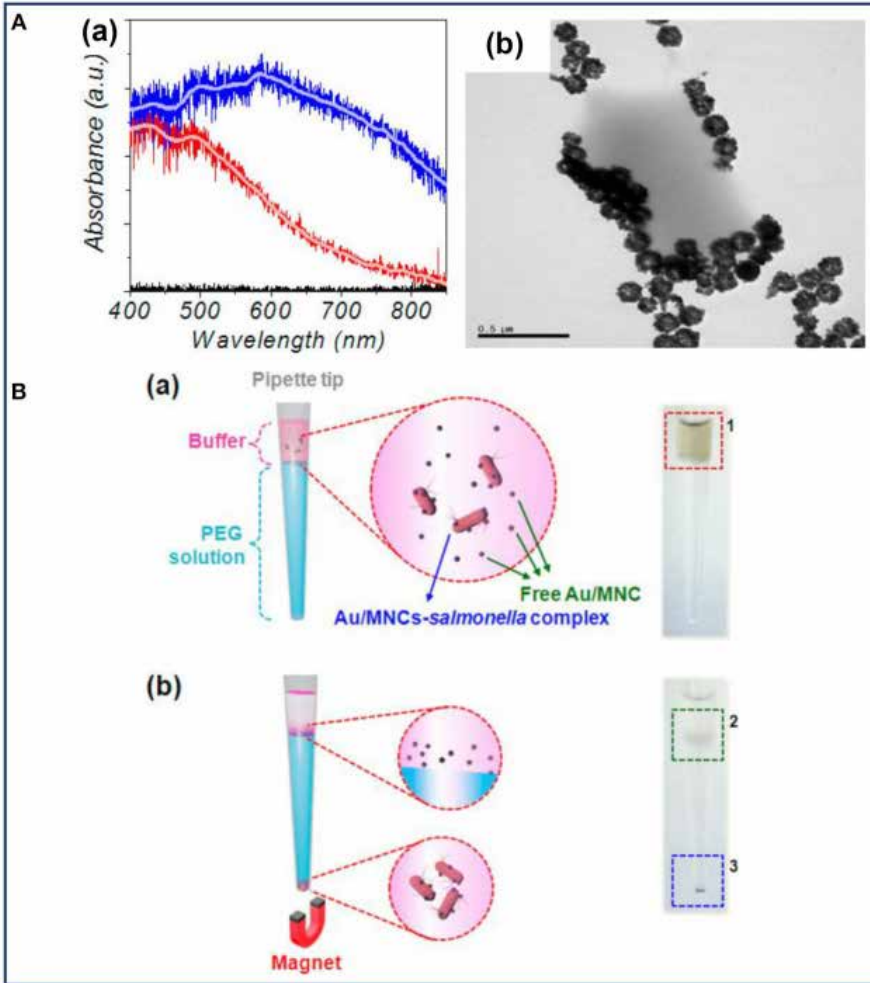 A
(a)
Absorbance (a.u.)
400 500 600 700 800
Wavelength (nm)
(b)
0.5 µm
B
(a)
Pipette tip
Buffer
PEG
solution
Free Au/MNC
Au/MNCs-salmonella complex
1
(b)
Magnet
2
3